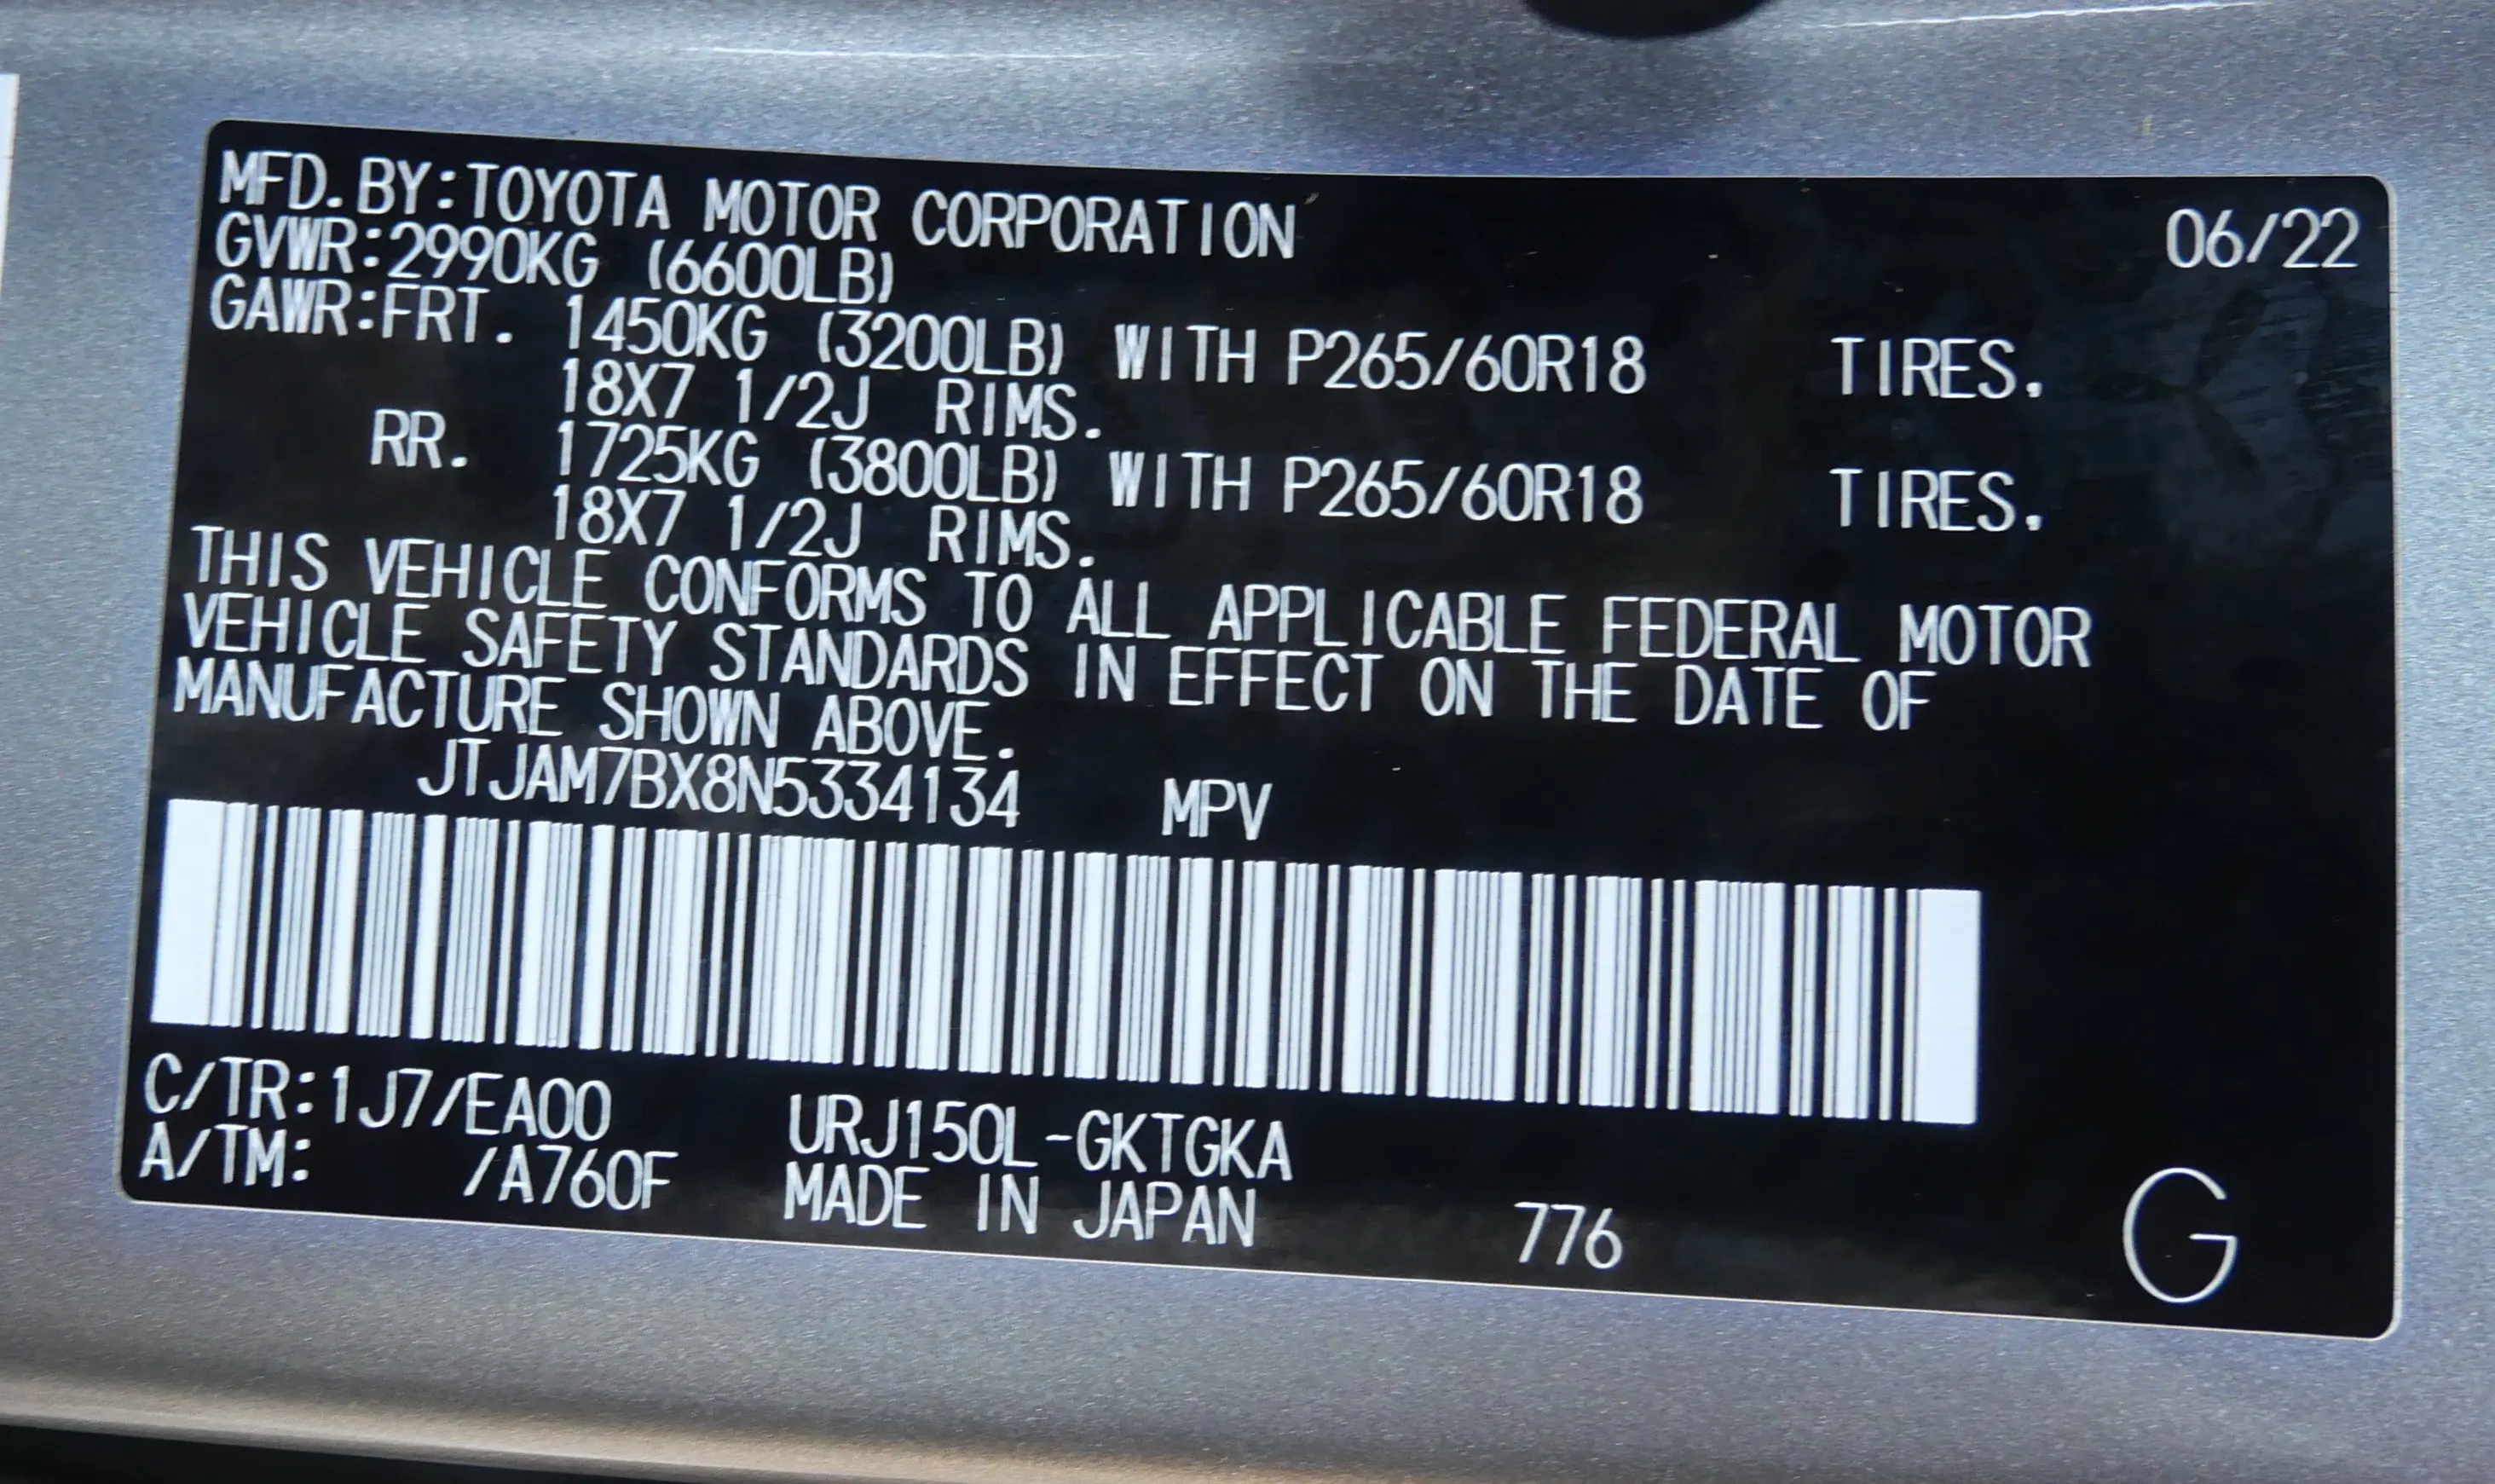 MFD.BY:TOYOTA MOTOR CORPORATION 06/22
GVWR:2990KG (6600LB)
GAWR:FRT. 1450KG (3200LB) WITH P265/60R18 TIRES.
18X7 1/2J RIMS.
RR. 1725KG (3800LB) WITH P265/60R18 TIRES.
18X7 1/2J RIMS.
THIS VEHICLE CONFORMS TO ALL APPLICABLE FEDERAL MOTOR
VEHICLE SAFETY STANDARDS IN EFFECT ON THE DATE OF
MANUFACTURE SHOWN ABOVE.
JTJAM7BX8N5334134 MPV
C/TR:1J7/EA00 URJ150L-GKTGKA
A/TM: /A760F MADE IN JAPAN 776 G